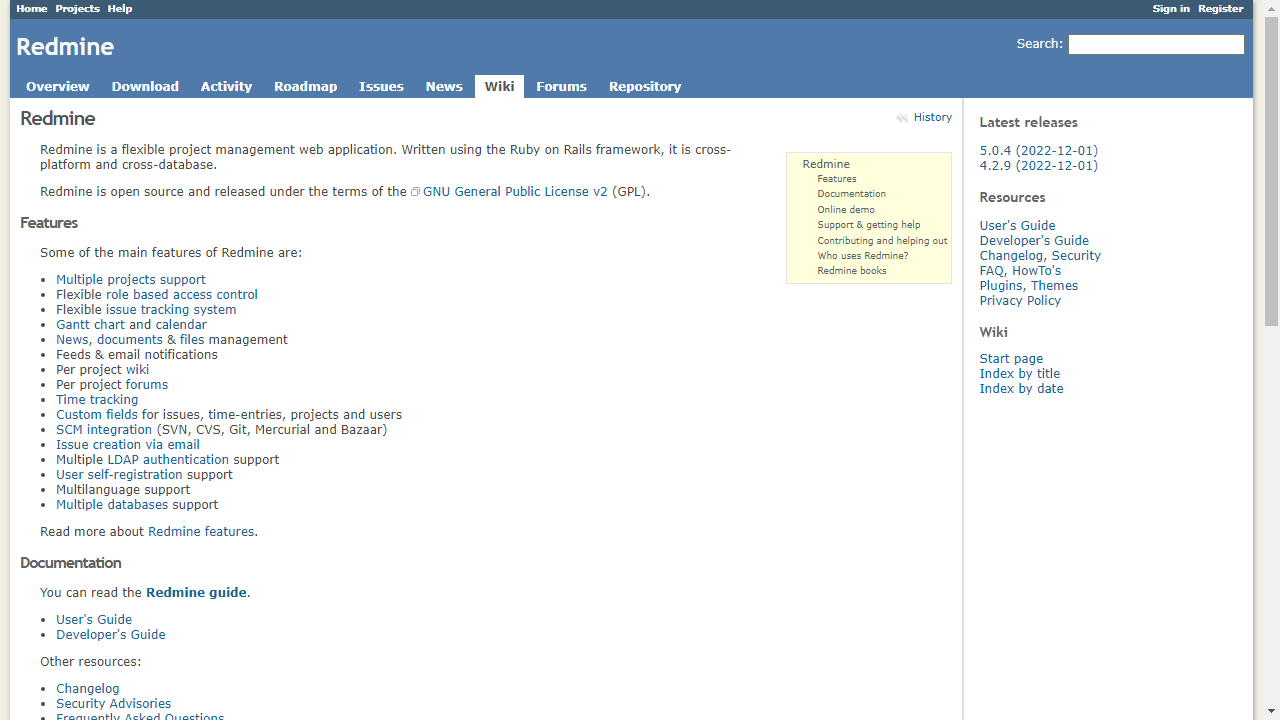 Home Projects Help Sign in Register
Redmine
Search:
Overview Download Activity Roadmap Issues News Wiki Forums Repository
Redmine
History
Redmine is a flexible project management web application. Written using the Ruby on Rails framework, it is cross-
platform and cross-database.
Redmine is open source and released under the terms of the GNU General Public License v2 (GPL).
Redmine
Features
Documentation
Online demo
Support & getting help
Contributing and helping out
Who uses Redmine?
Redmine books
Features
Some of the main features of Redmine are:
• Multiple projects support
• Flexible role based access control
• Flexible issue tracking system
• Gantt chart and calendar
• News, documents & files management
• Feeds & email notifications
• Per project wiki
• Per project forums
• Time tracking
• Custom fields for issues, time-entries, projects and users
• SCM integration (SVN, CVS, Git, Mercurial and Bazaar)
• Issue creation via email
• Multiple LDAP authentication support
• User self-registration support
• Multilanguage support
• Multiple databases support
Read more about Redmine features.
Documentation
You can read the Redmine guide.
• User's Guide
• Developer's Guide
Other resources:
• Changelog
• Security Advisories
• Frequently Asked Questions
Latest releases
5.0.4 (2022-12-01)
4.2.9 (2022-12-01)
Resources
User's Guide
Developer's Guide
Changelog, Security
FAQ, HowTo's
Plugins, Themes
Privacy Policy
Wiki
Start page
Index by title
Index by date